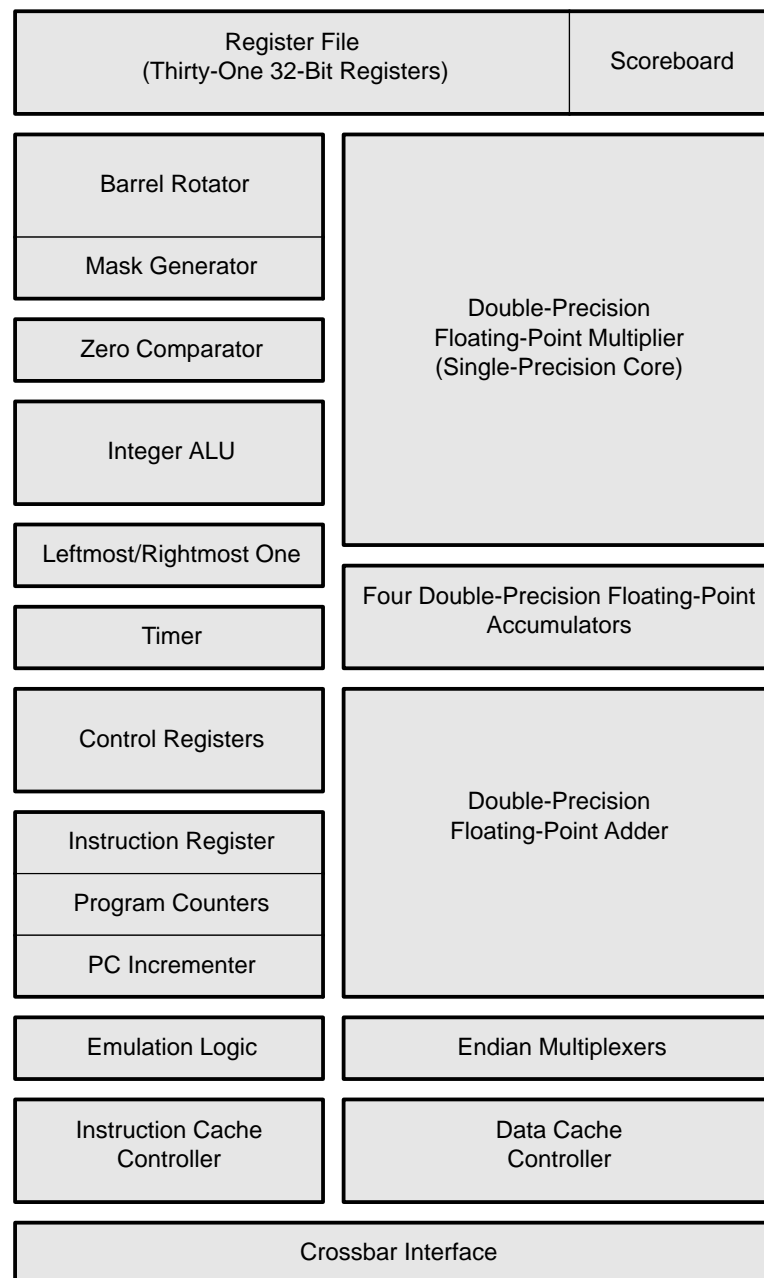 Register File
(Thirty-One 32-Bit Registers)
Scoreboard
Barrel Rotator
Mask Generator
Zero Comparator
Integer ALU
Leftmost/Rightmost One
Timer
Control Registers
Instruction Register
Program Counters
PC Incrementer
Emulation Logic
Instruction Cache
Controller
Double-Precision
Floating-Point Multiplier
(Single-Precision Core)
Four Double-Precision Floating-Point
Accumulators
Double-Precision
Floating-Point Adder
Endian Multiplexers
Data Cache
Controller
Crossbar Interface